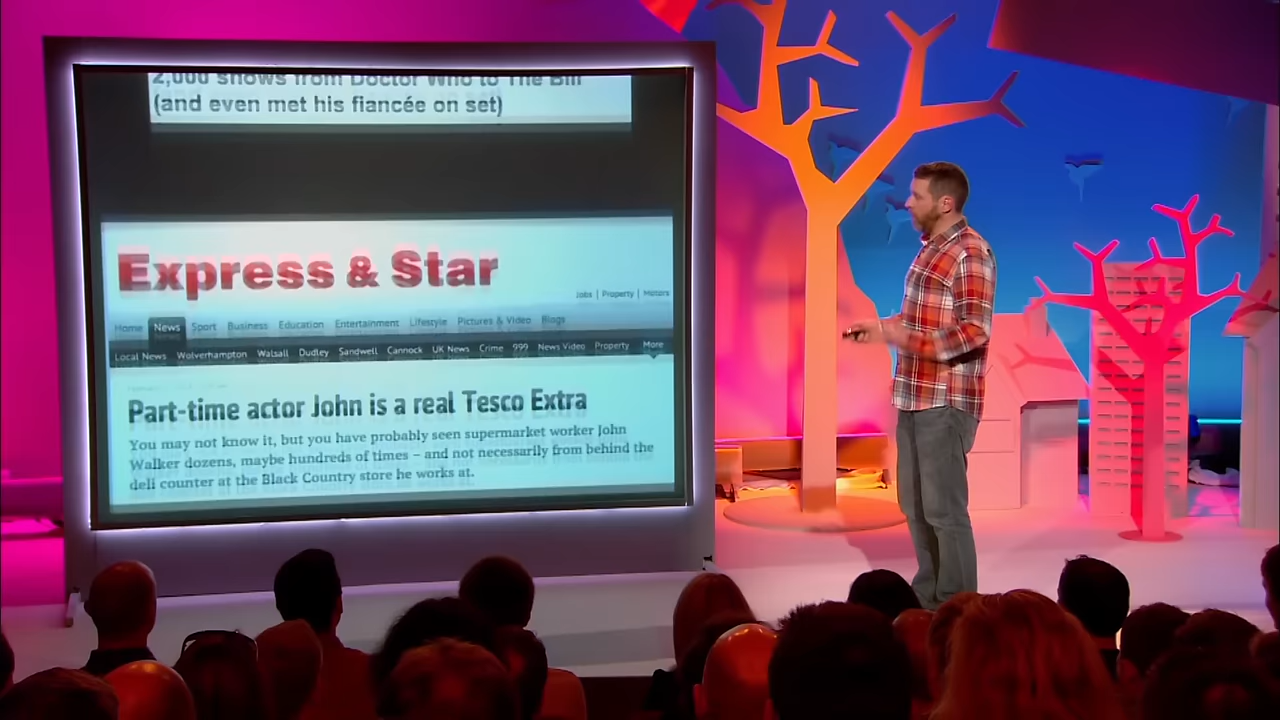 2,000 shows from Doctor Who to The Bill
(and even met his fiancée on set)
Express & Star
Jobs | Property | Motors
Home News Sport Business Education Entertainment Lifestyle Pictures & Video Blogs
Local News Wolverhampton Walsall Dudley Sandwell Cannock UK News Crime 999 News Video Property More
Part-time actor John is a real Tesco Extra
You may not know it, but you have probably seen supermarket worker John
Walker dozens, maybe hundreds of times – and not necessarily from behind the
deli counter at the Black Country store he works at.